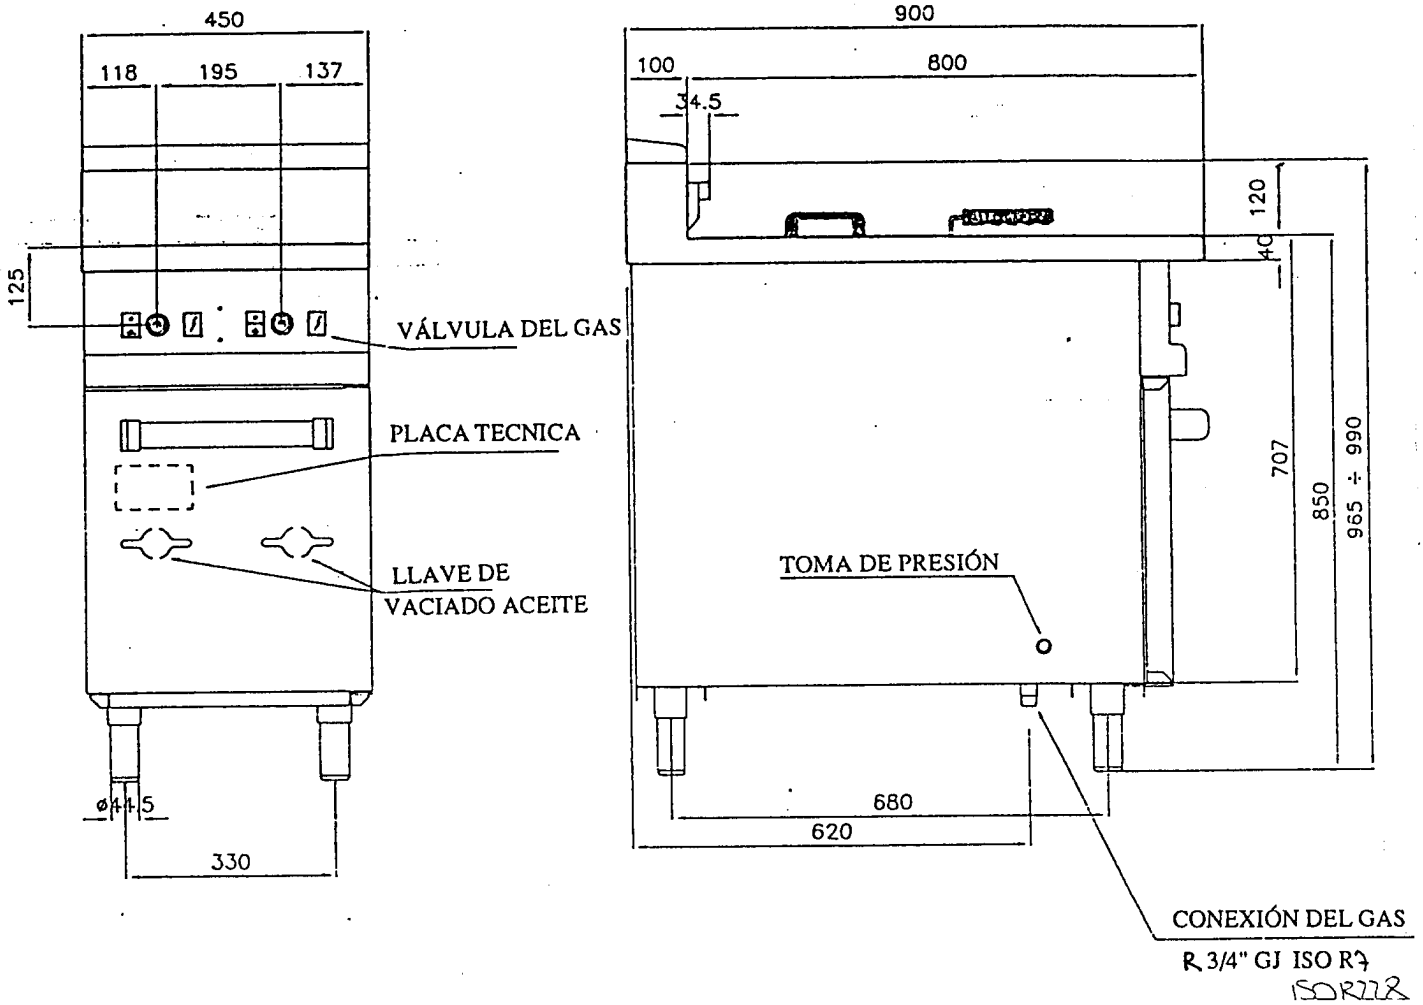 450
118 195 137
125
VÁLVULA DEL GAS
PLACA TECNICA
LLAVE DE
VACIADO ACEITE
ø44.5
330
900
100 800
34.5
120
40
707
850
965 ÷ 990
TOMA DE PRESIÓN
680
620
CONEXIÓN DEL GAS
R 3/4" GJ ISO R7